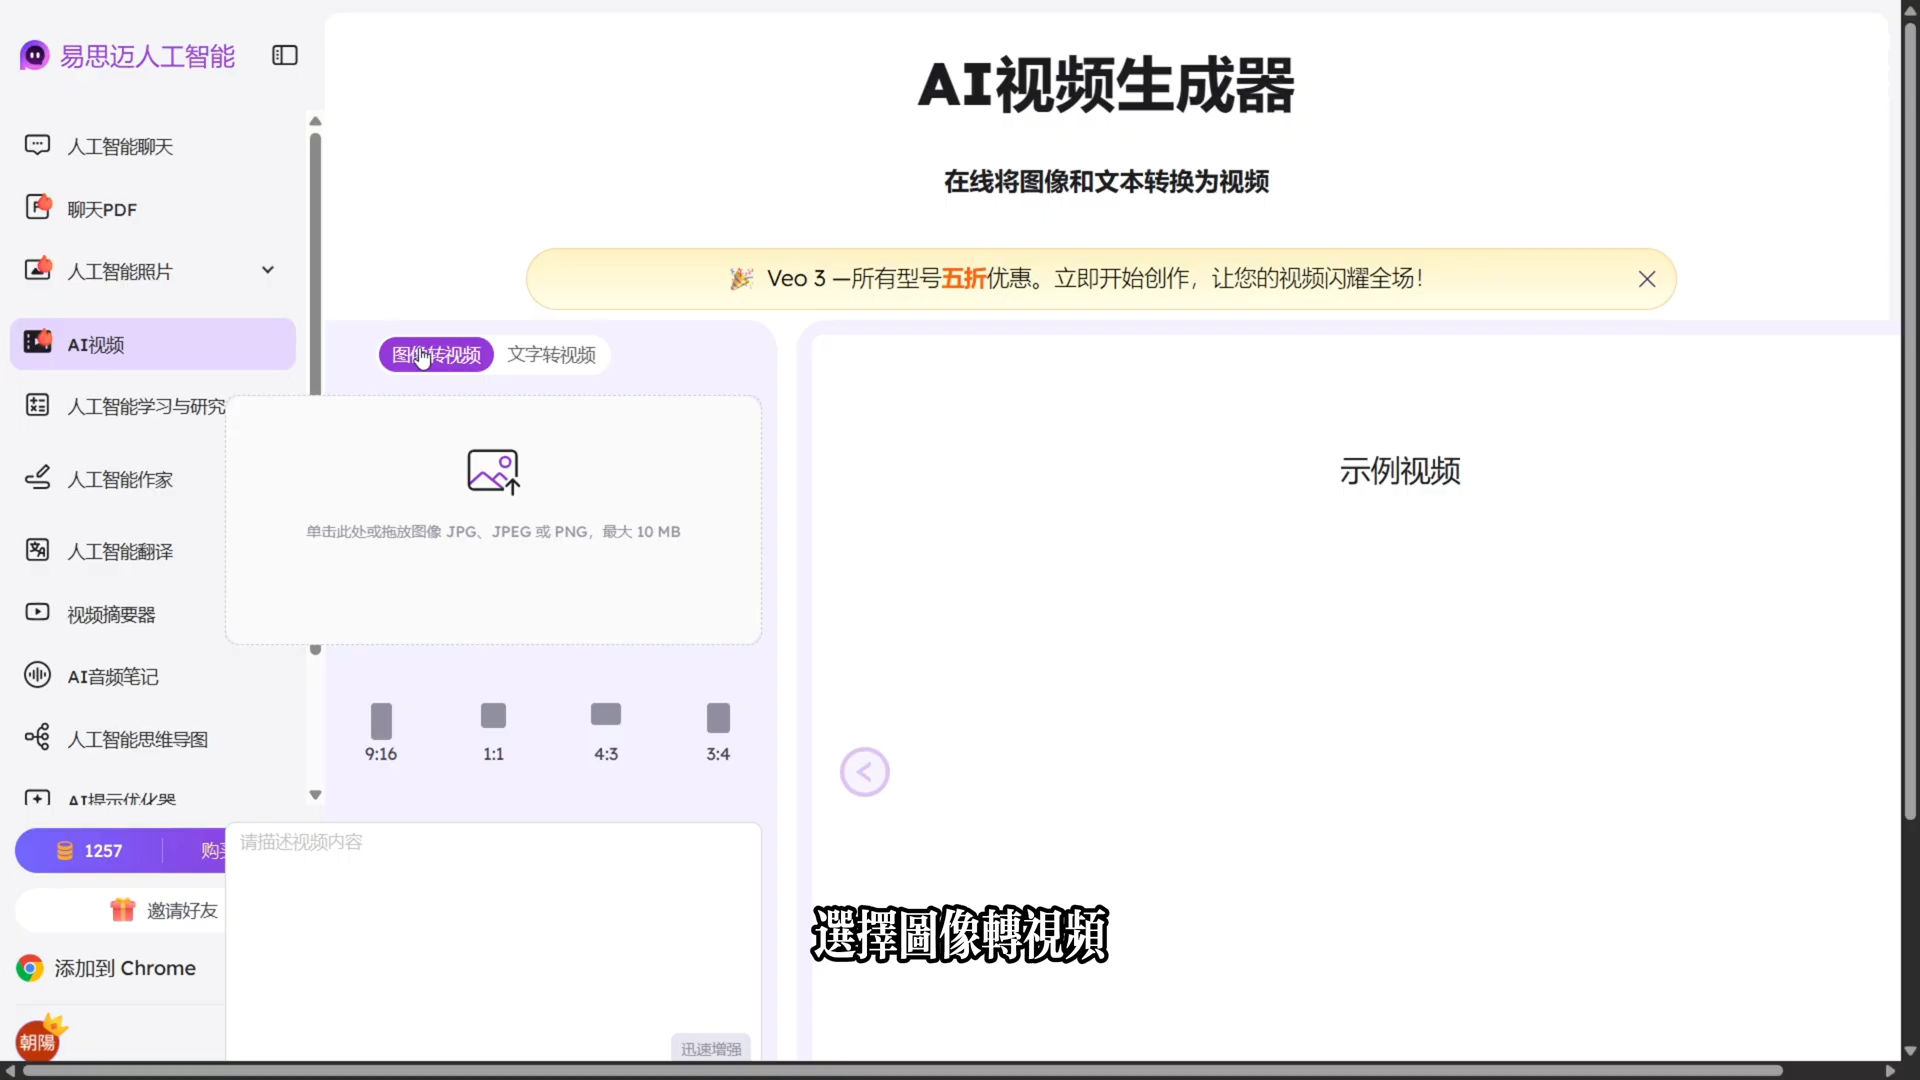 易思迈人工智能
人工智能聊天
聊天PDF
人工智能照片
AI视频
人工智能学习与研究
人工智能作家
人工智能翻译
视频摘要器
AI音频笔记
人工智能思维导图
AI提示优化器
1257
购买
邀请好友
添加到 Chrome
朝陽
AI视频生成器
在线将图像和文本转换为视频
Veo 3 —所有型号五折优惠。立即开始创作，让您的视频闪耀全场！
图像转视频
文字转视频
单击此处或拖放图像 JPG、JPEG 或 PNG，最大 10 MB
9:16
1:1
4:3
3:4
请描述视频内容
迅速增强
示例视频
選擇圖像轉視頻